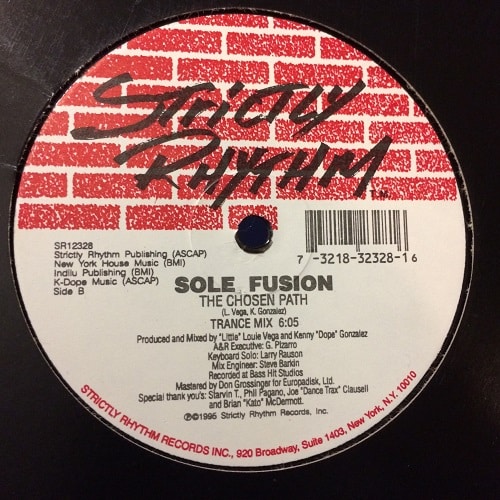 STRICTLY
RHYTHM
T.M.
SR12328
Strictly Rhythm Publishing (ASCAP)
New York House Music (BMI)
Indilu Publishing (BMI)
K-Dope Music (ASCAP)
Side B
7 -3218-32328-1 6
SOLE FUSION
THE CHOSEN PATH
(L. Vega, K. Gonzalez)
TRANCE MIX 6:05
Produced and Mixed by "Little" Louie Vega and Kenny "Dope" Gonzalez
A&R Executive: G. Pizarro
Keyboard Solo: Larry Rauson
Mix Engineer: Steve Barkin
Recorded at Bass Hit Studios
Mastered by Don Grossinger for Europadisk, Ltd.
Special thank you's: Starvin T., Phil Pagano, Joe "Dance Trax" Clausell
and Brian "Kato" McDermott.
℗©1995 Strictly Rhythm Records, Inc.
STRICTLY RHYTHM RECORDS INC., 920 Broadway, Suite 1403, New York, N.Y. 10010